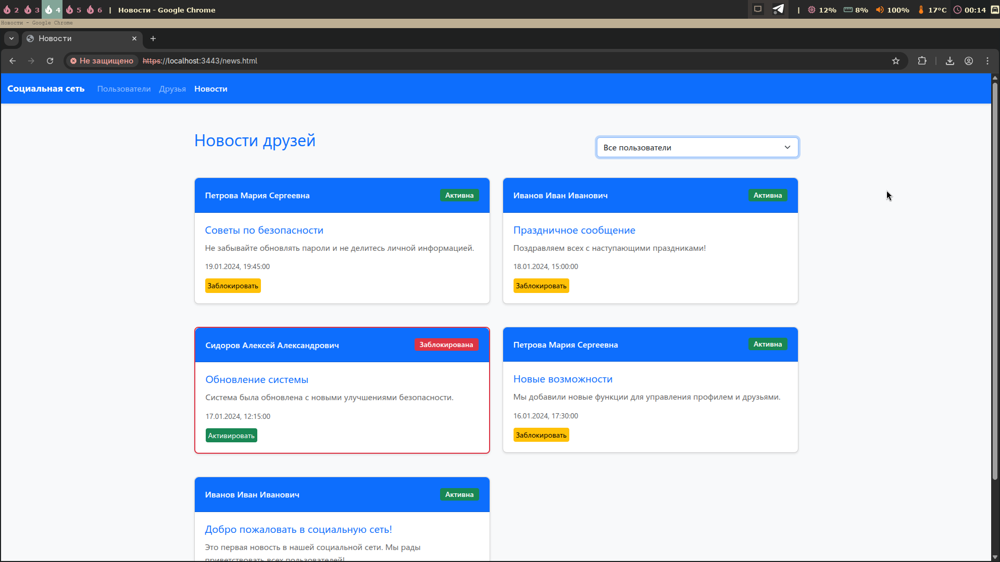 2 3 4 5 6 | Новости - Google Chrome | 12% 8% 100% 17°C 00:14
Новости - Google Chrome
Новости
Не защищено https://localhost:3443/news.html
Социальная сеть Пользователи Друзья Новости
Новости друзей
Все пользователи
Петрова Мария Сергеевна Активна
Советы по безопасности
Не забывайте обновлять пароли и не делитесь личной информацией.
19.01.2024, 19:45:00
Заблокировать
Иванов Иван Иванович Активна
Праздничное сообщение
Поздравляем всех с наступающими праздниками!
18.01.2024, 15:00:00
Заблокировать
Сидоров Алексей Александрович Заблокирована
Обновление системы
Система была обновлена с новыми улучшениями безопасности.
17.01.2024, 12:15:00
Активировать
Петрова Мария Сергеевна Активна
Новые возможности
Мы добавили новые функции для управления профилем и друзьями.
16.01.2024, 17:30:00
Заблокировать
Иванов Иван Иванович Активна
Добро пожаловать в социальную сеть!
Это первая новость в нашей социальной сети. Мы рады
приветствовать всех пользователей!